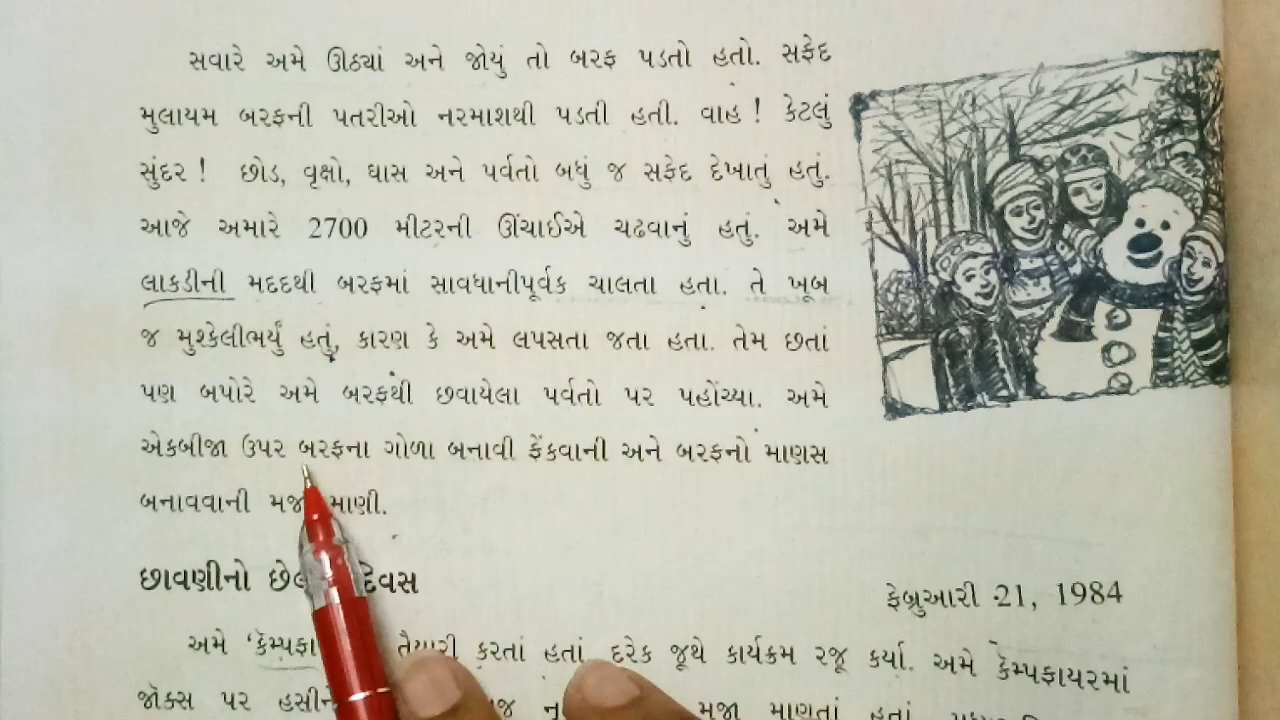 સવારે અમે ઊઠ્યાં અને જોયું તો બરફ પડતો હતો. સફેદ
મુલાયમ બરફની પતરીઓ નરમાશથી પડતી હતી. વાહ ! કેટલું
સુંદર ! છોડ, વૃક્ષો, ઘાસ અને પર્વતો બધું જ સફેદ દેખાતું હતું.
આજે અમારે 2700 મીટરની ઊંચાઈએ ચઢવાનું હતું. અમે
લાકડીની મદદથી બરફમાં સાવધાનીપૂર્વક ચાલતા હતા. તે ખૂબ
જ મુશ્કેલીભર્યું હતું, કારણ કે અમે લપસતા જતા હતા. તેમ છતાં
પણ બપોરે અમે બરફથી છવાયેલા પર્વતો પર પહોંચ્યા. અમે
એકબીજા ઉપર બરફના ગોળા બનાવી ફેંકવાની અને બરફનો માણસ
બનાવવાની મજા માણી.
છાવણીનો દિવસ
ફેબ્રુઆરી 21, 1984
અમે તૈયારી કરતાં હતાં. દરેક જૂથે કાર્યક્રમ રજૂ કર્યા. અમે કેમ્પફાયરમાં
જૉક્સ પર મજા માણતાં હતાં.